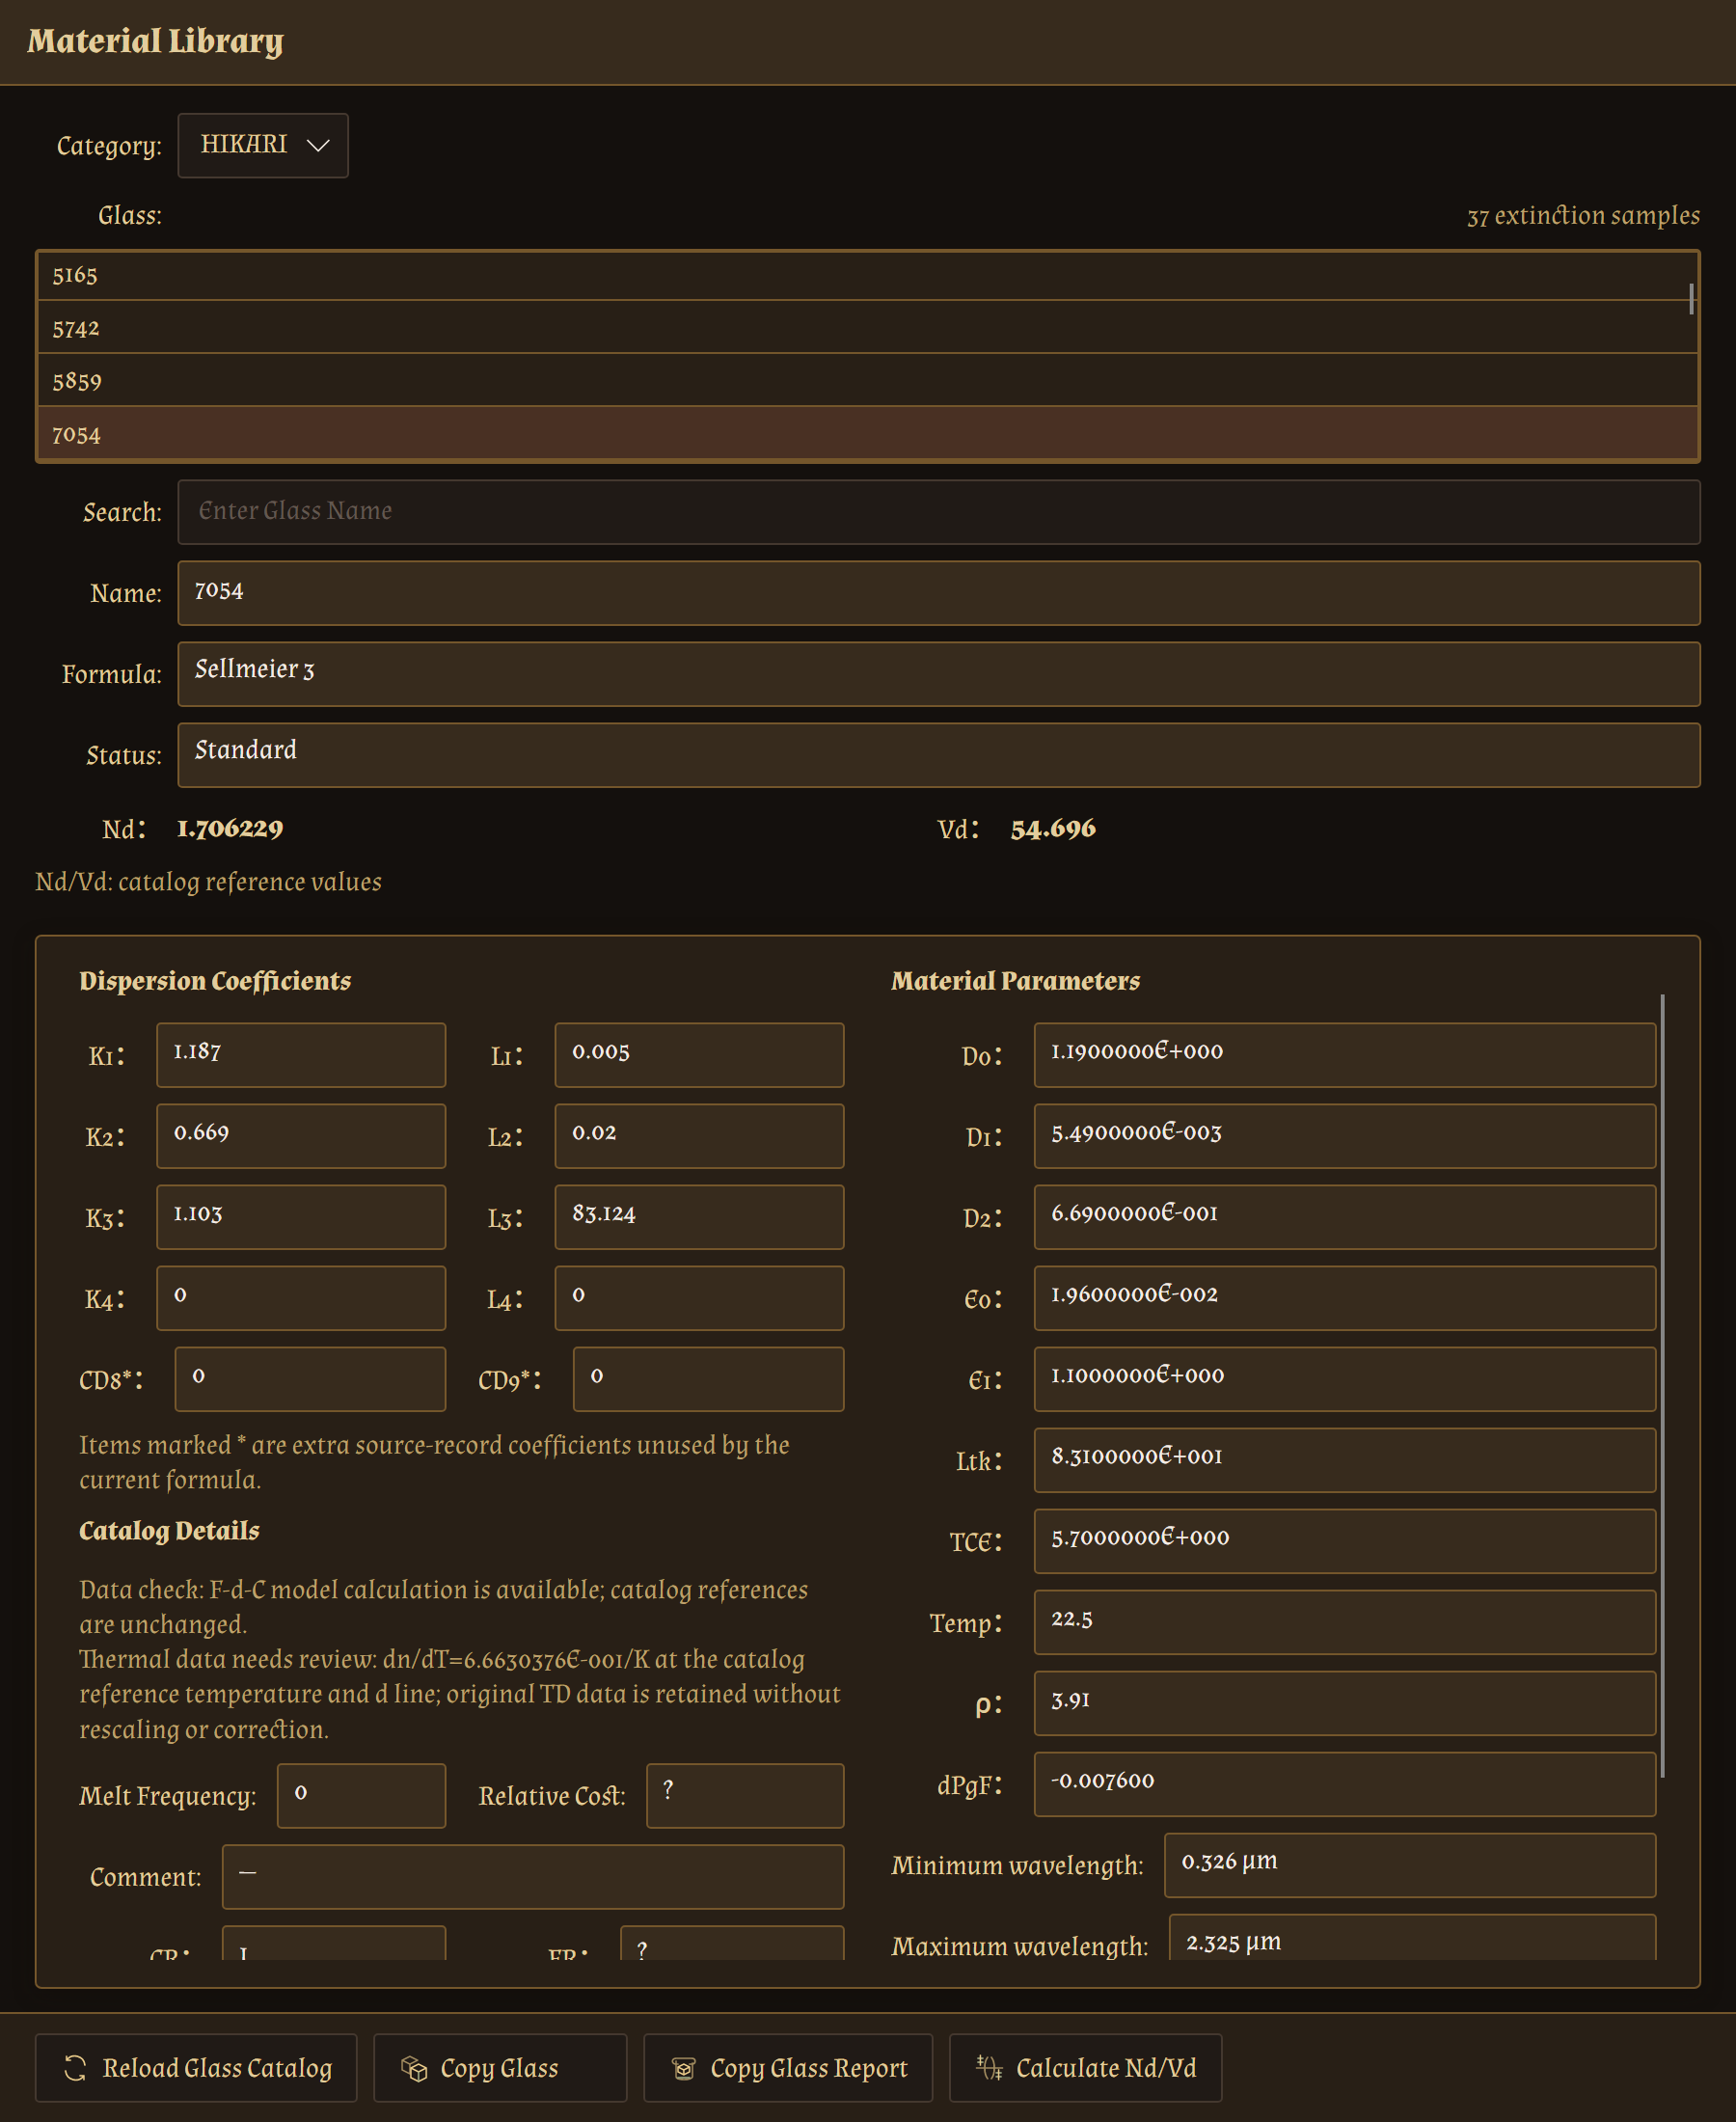 Material Library
Category: HIKARI
Glass: 37 extinction samples
5165
5742
5859
7054
Search: Enter Glass Name
Name: 7054
Formula: Sellmeier 3
Status: Standard
Nd: 1.706229 Vd: 54.696
Nd/Vd: catalog reference values
Dispersion Coefficients
K1: 1.187 L1: 0.005
K2: 0.669 L2: 0.02
K3: 1.103 L3: 83.124
K4: 0 L4: 0
CD8*: 0 CD9*: 0
Items marked * are extra source-record coefficients unused by the
current formula.
Catalog Details
Data check: F-d-C model calculation is available; catalog references
are unchanged.
Thermal data needs review: dn/dT=6.6630376E-001/K at the catalog
reference temperature and d line; original TD data is retained without
rescaling or correction.
Melt Frequency: 0 Relative Cost: ?
Comment: —
CR: 1 FR: ?
Material Parameters
D0: 1.1900000E+000
D1: 5.4900000E-003
D2: 6.6900000E-001
E0: 1.9600000E-002
E1: 1.1000000E+000
Ltk: 8.3100000E+001
TCE: 5.7000000E+000
Temp: 22.5
ρ: 3.91
dPgF: -0.007600
Minimum wavelength: 0.326 μm
Maximum wavelength: 2.325 μm
Reload Glass Catalog
Copy Glass
Copy Glass Report
Calculate Nd/Vd